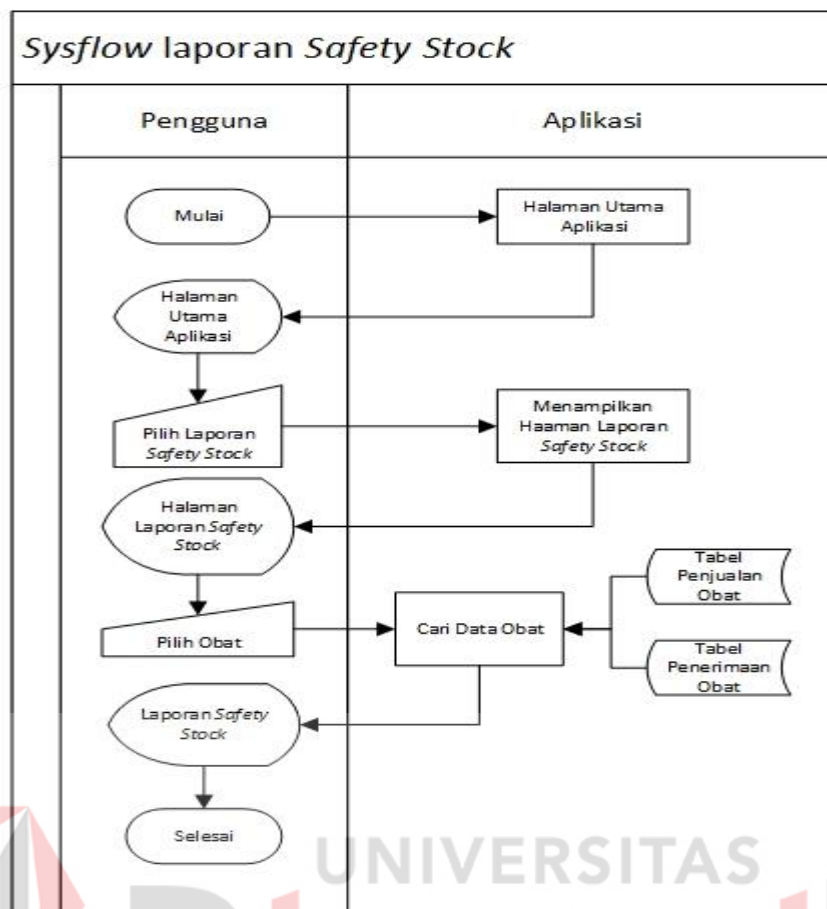 Sysflow laporan Safety Stock
Pengguna
Aplikasi
Mulai
Halaman Utama
Aplikasi
Halaman
Utama
Aplikasi
Pilih Laporan
Safety Stock
Menampilkan
Haaman Laporan
Safety Stock
Halaman
Laporan Safety
Stock
Pilih Obat
Cari Data Obat
Tabel
Penjualan
Obat
Tabel
Penerimaan
Obat
Laporan Safety
Stock
Selesai
UNIVERSITAS